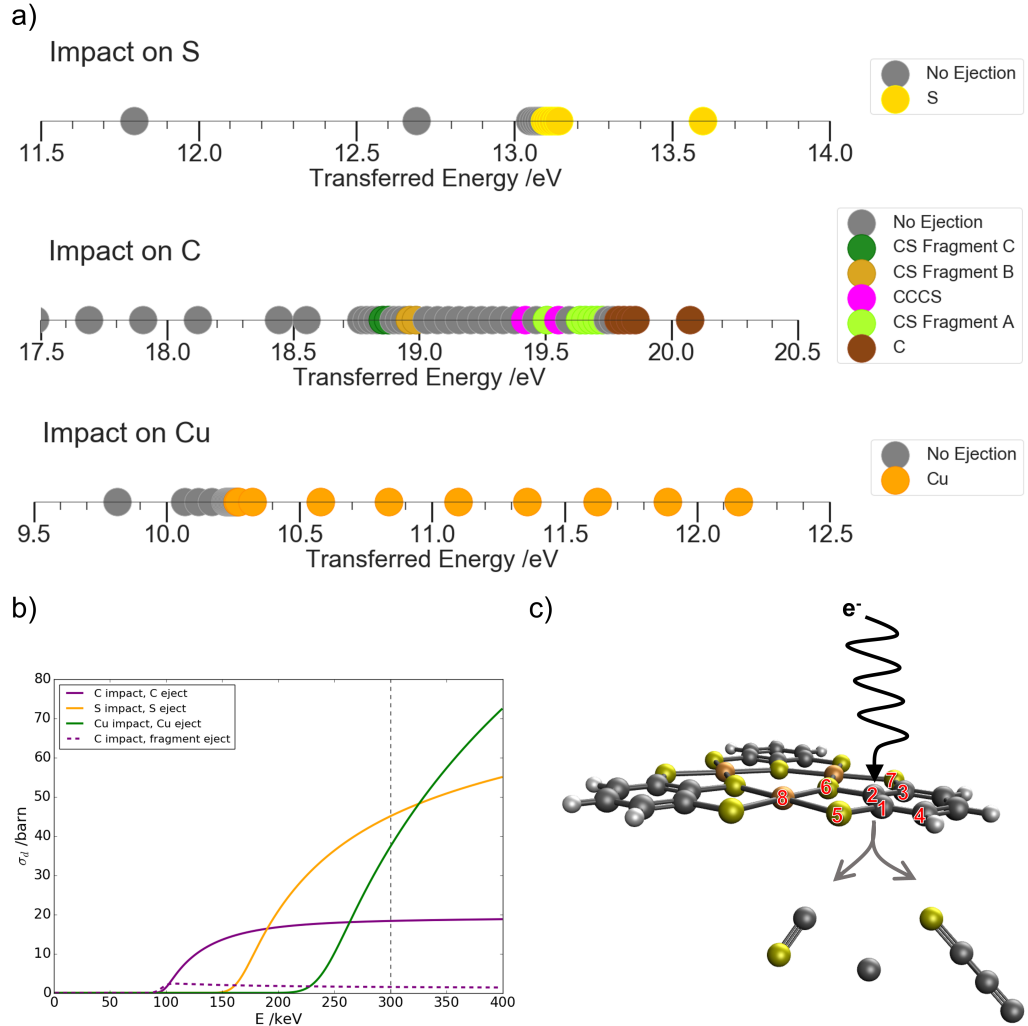 a)
Impact on S
No Ejection
S
11.5 12.0 12.5 13.0 13.5 14.0
Transferred Energy /eV
Impact on C
No Ejection
CS Fragment C
CS Fragment B
CCCS
CS Fragment A
C
17.5 18.0 18.5 19.0 19.5 20.0 20.5
Transferred Energy /eV
Impact on Cu
No Ejection
Cu
9.5 10.0 10.5 11.0 11.5 12.0 12.5
Transferred Energy /eV
b)
80
70
60
50
40
30
20
10
0
σd /barn
C impact, C eject
S impact, S eject
Cu impact, Cu eject
C impact, fragment eject
0 50 100 150 200 250 300 350 400
E /keV
c)
e-
7
6 2 3
8 1
5 4